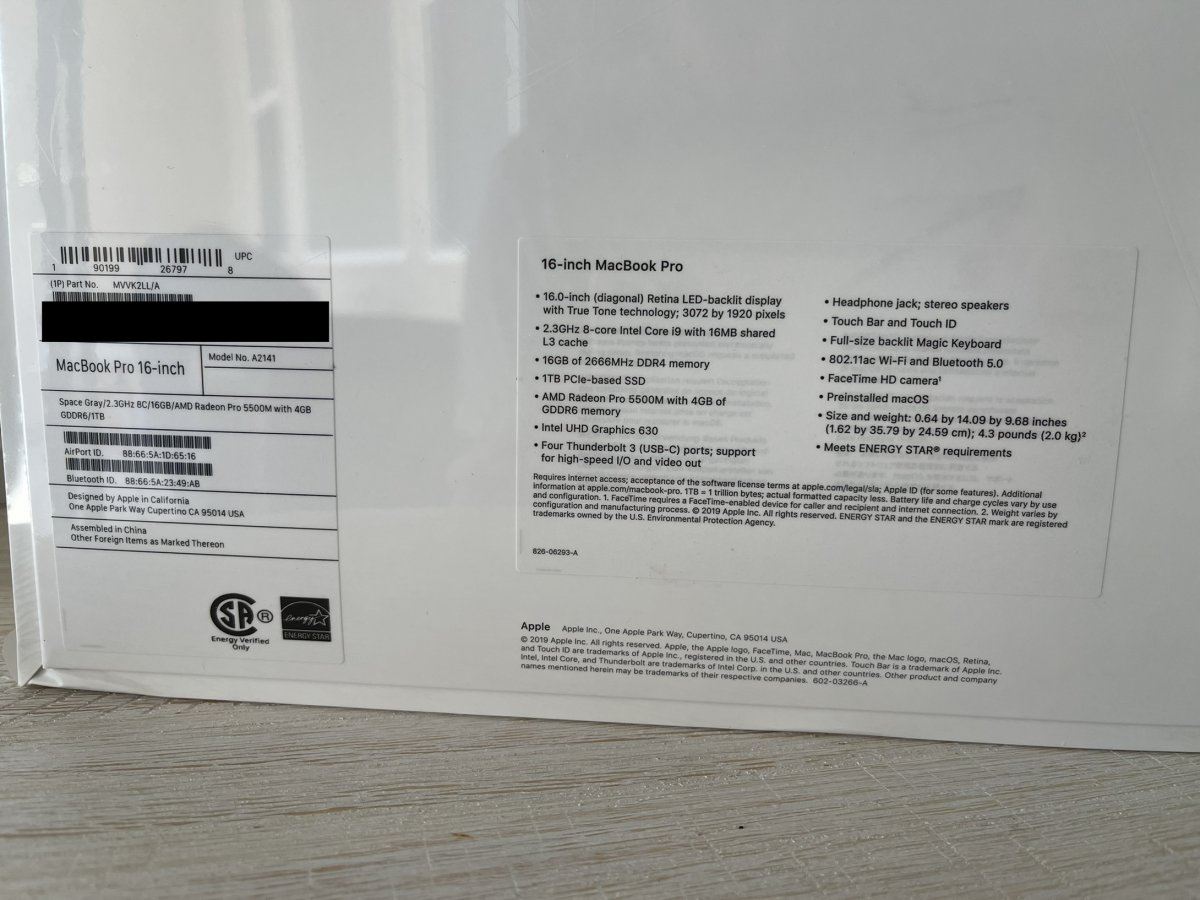 UPC
1 90199 26797 8
(1P) Part No. MVVK2LL/A
MacBook Pro 16-inch
Model No. A2141
Space Gray/2.3GHz 8C/16GB/AMD Radeon Pro 5500M with 4GB
GDDR6/1TB
AirPort ID. 88:66:5A:1D:65:16
Bluetooth ID. 88:66:5A:23:49:AB
Designed by Apple in California
One Apple Park Way Cupertino CA 95014 USA
Assembled in China
Other Foreign Items as Marked Thereon
SA ®
Energy Verified
Only
energy
ENERGY STAR
16-inch MacBook Pro
• 16.0-inch (diagonal) Retina LED-backlit display
with True Tone technology; 3072 by 1920 pixels
• 2.3GHz 8-core Intel Core i9 with 16MB shared
L3 cache
• 16GB of 2666MHz DDR4 memory
• 1TB PCIe-based SSD
• AMD Radeon Pro 5500M with 4GB of
GDDR6 memory
• Intel UHD Graphics 630
• Four Thunderbolt 3 (USB-C) ports; support
for high-speed I/O and video out
• Headphone jack; stereo speakers
• Touch Bar and Touch ID
• Full-size backlit Magic Keyboard
• 802.11ac Wi-Fi and Bluetooth 5.0
• FaceTime HD camera¹
• Preinstalled macOS
• Size and weight: 0.64 by 14.09 by 9.68 inches
(1.62 by 35.79 by 24.59 cm); 4.3 pounds (2.0 kg)²
• Meets ENERGY STAR® requirements
Requires internet access; acceptance of the software license terms at apple.com/legal/sla; Apple ID (for some features). Additional
information at apple.com/macbook-pro. 1TB = 1 trillion bytes; actual formatted capacity less. Battery life and charge cycles vary by use
and configuration. 1. FaceTime requires a FaceTime-enabled device for caller and recipient and internet connection. 2. Weight varies by
configuration and manufacturing process. © 2019 Apple Inc. All rights reserved. ENERGY STAR and the ENERGY STAR mark are registered
trademarks owned by the U.S. Environmental Protection Agency.
826-06293-A
Apple Apple Inc., One Apple Park Way, Cupertino, CA 95014 USA
© 2019 Apple Inc. All rights reserved. Apple, the Apple logo, FaceTime, Mac, MacBook Pro, the Mac logo, macOS, Retina,
and Touch ID are trademarks of Apple Inc., registered in the U.S. and other countries. Touch Bar is a trademark of Apple Inc.
Intel, Intel Core, and Thunderbolt are trademarks of Intel Corp. in the U.S. and other countries. Other product and company
names mentioned herein may be trademarks of their respective companies. 602-03266-A